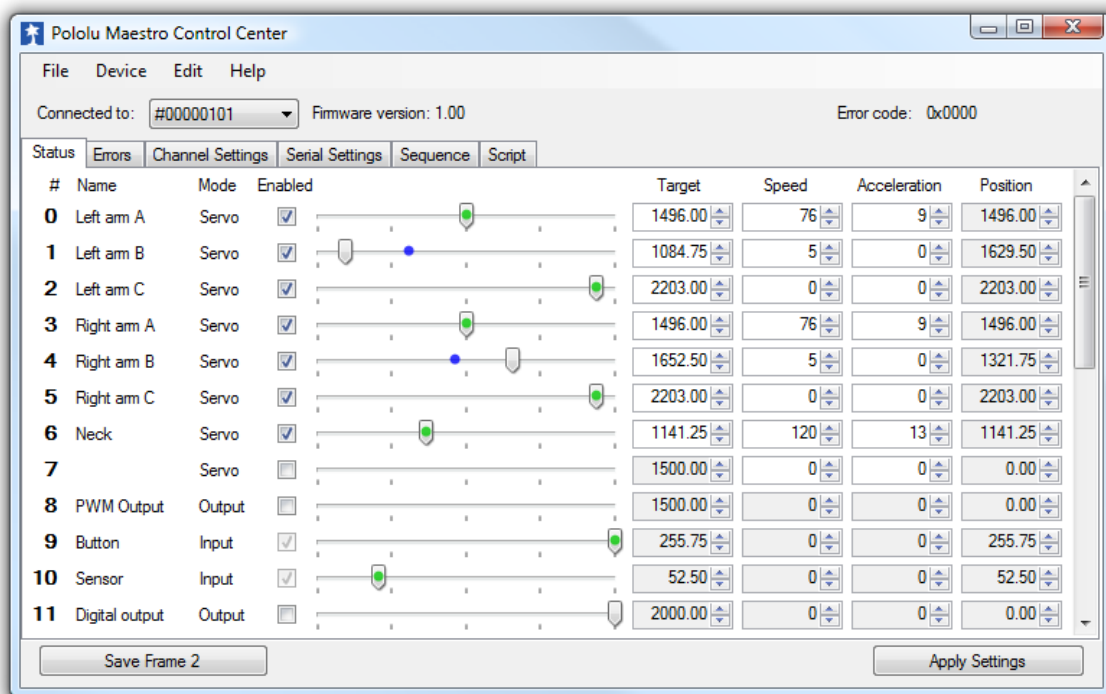 Pololu Maestro Control Center
File Device Edit Help
Connected to: #00000101 Firmware version: 1.00 Error code: 0x0000
Status Errors Channel Settings Serial Settings Sequence Script
# Name Mode Enabled Target Speed Acceleration Position
0 Left arm A Servo 1496.00 76 9 1496.00
1 Left arm B Servo 1084.75 5 0 1629.50
2 Left arm C Servo 2203.00 0 0 2203.00
3 Right arm A Servo 1496.00 76 9 1496.00
4 Right arm B Servo 1652.50 5 0 1321.75
5 Right arm C Servo 2203.00 0 0 2203.00
6 Neck Servo 1141.25 120 13 1141.25
7 Servo 1500.00 0 0 0.00
8 PWM Output Output 1500.00 0 0 0.00
9 Button Input 255.75 0 0 255.75
10 Sensor Input 52.50 0 0 52.50
11 Digital output Output 2000.00 0 0 0.00
Save Frame 2 Apply Settings